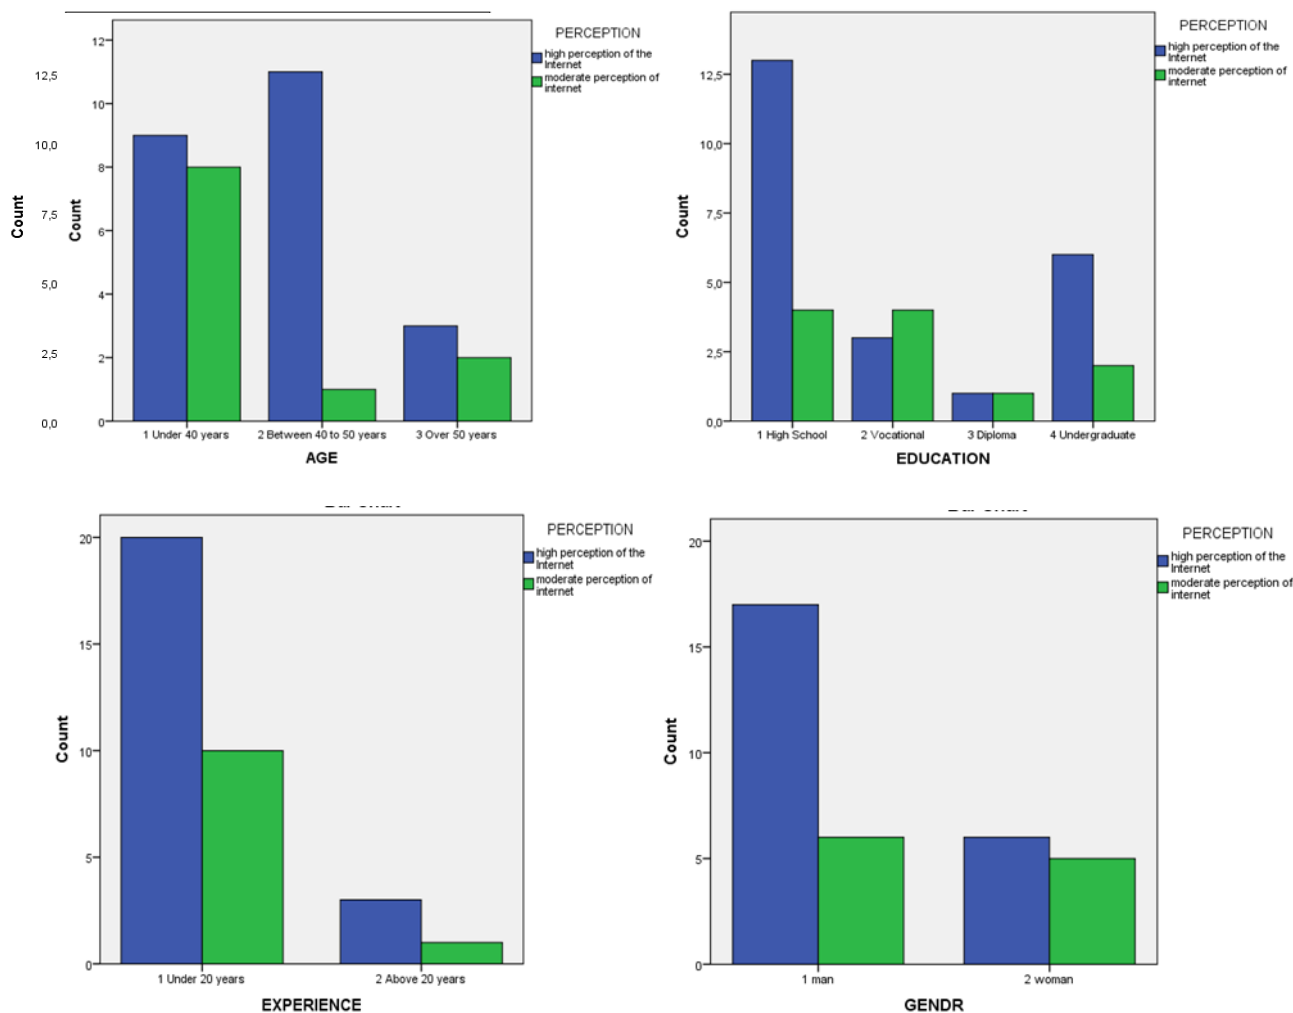 PERCEPTION
high perception of the
Internet
moderate perception of
internet
12
10
8
6
4
2
0
Count
12,5
10,0
7,5
5,0
2,5
0,0
Count
1 Under 40 years
2 Between 40 to 50 years
3 Over 50 years
AGE
PERCEPTION
high perception of the
Internet
moderate perception of
internet
12,5
10,0
7,5
5,0
2,5
0,0
Count
1 High School
2 Vocational
3 Diploma
4 Undergraduate
EDUCATION
PERCEPTION
high perception of the
Internet
moderate perception of
internet
20
15
10
5
0
Count
1 Under 20 years
2 Above 20 years
EXPERIENCE
PERCEPTION
high perception of the
Internet
moderate perception of
internet
20
15
10
5
0
Count
1 man
2 woman
GENDR